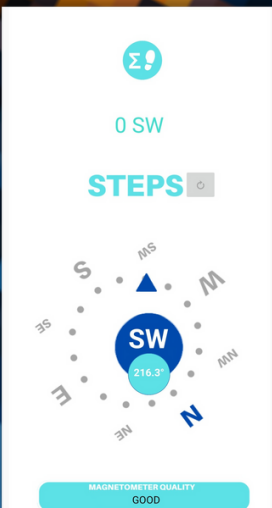 Σ
0 SW
STEPS
SW
S
W
SE
SW
216.3°
NW
E
N
NE
MAGNETOMETER QUALITY
GOOD